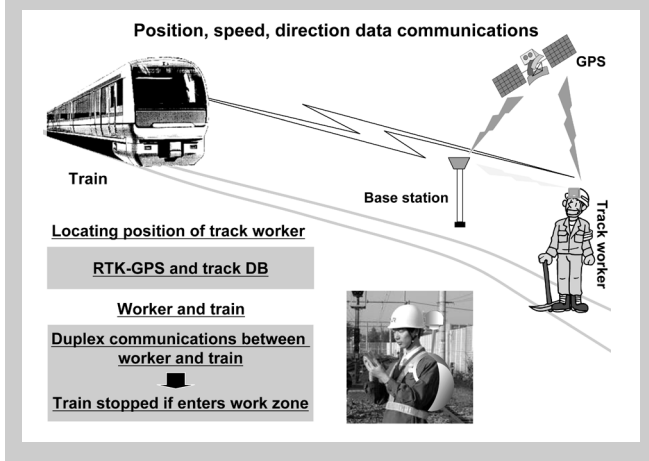 Position, speed, direction data communications
GPS
Train
Base station
Track worker
Locating position of track worker
RTK-GPS and track DB
Worker and train
Duplex communications between
worker and train
Train stopped if enters work zone